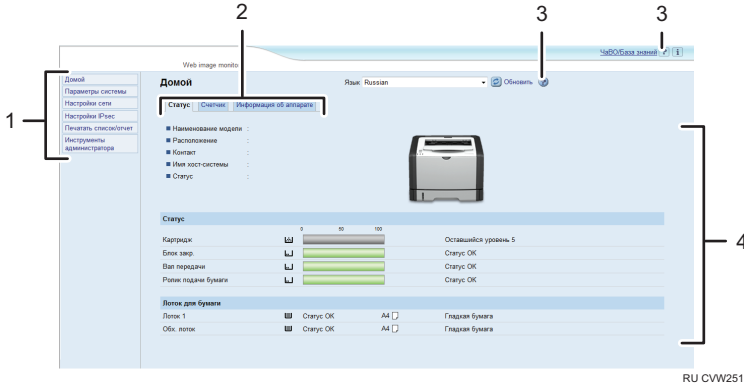 2
3
3
ЧаВО/База знаний
Web image monitor
1
Домой
Параметры системы
Настройки сети
Настройки IPsec
Печатать список/отчет
Инструменты администратора
Домой
Язык Russian
Обновить
Статус Счетчик Информация об аппарате
Наименование модели :
Расположение :
Контакт :
Имя хост-системы :
Статус :
4
Статус
0 50 100
Картридж Оставшийся уровень 5
Блок закр. Статус OK
Вал передачи Статус OK
Ролик подачи бумаги Статус OK
Лоток для бумаги
Лоток 1 Статус OK A4 Гладкая бумага
Обх. лоток Статус OK A4 Гладкая бумага
RU CVW251